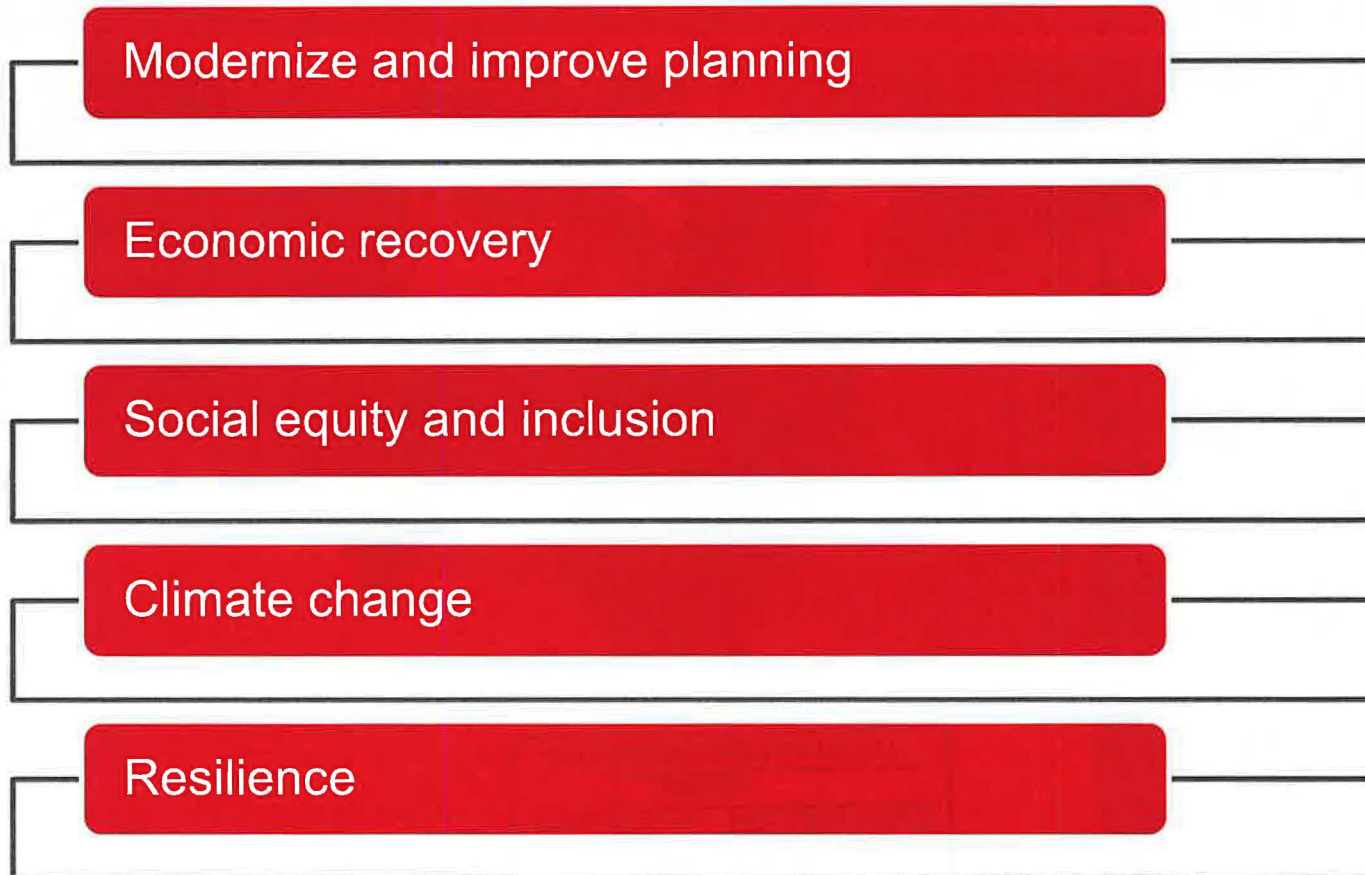 Modernize and improve planning
Economic recovery
Social equity and inclusion
Climate change
Resilience